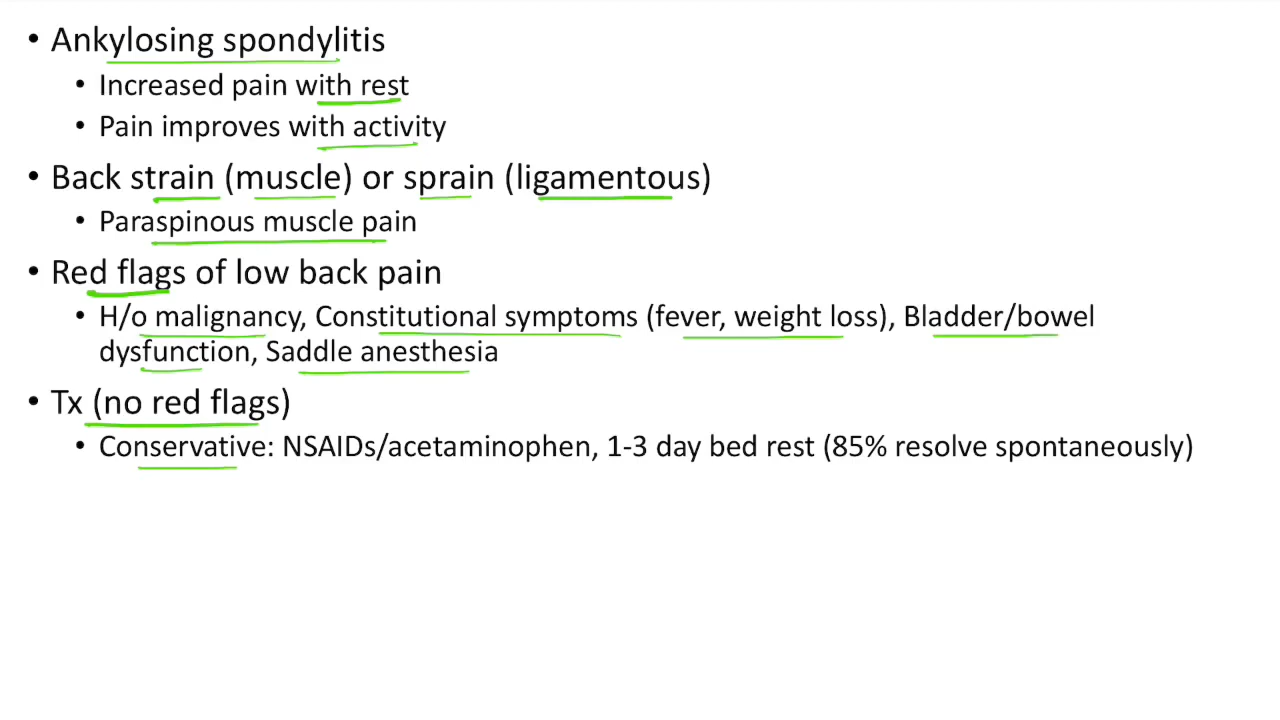 • Ankylosing spondylitis
• Increased pain with rest
• Pain improves with activity
• Back strain (muscle) or sprain (ligamentous)
• Paraspinous muscle pain
• Red flags of low back pain
• H/o malignancy, Constitutional symptoms (fever, weight loss), Bladder/bowel
dysfunction, Saddle anesthesia
• Tx (no red flags)
• Conservative: NSAIDs/acetaminophen, 1-3 day bed rest (85% resolve spontaneously)